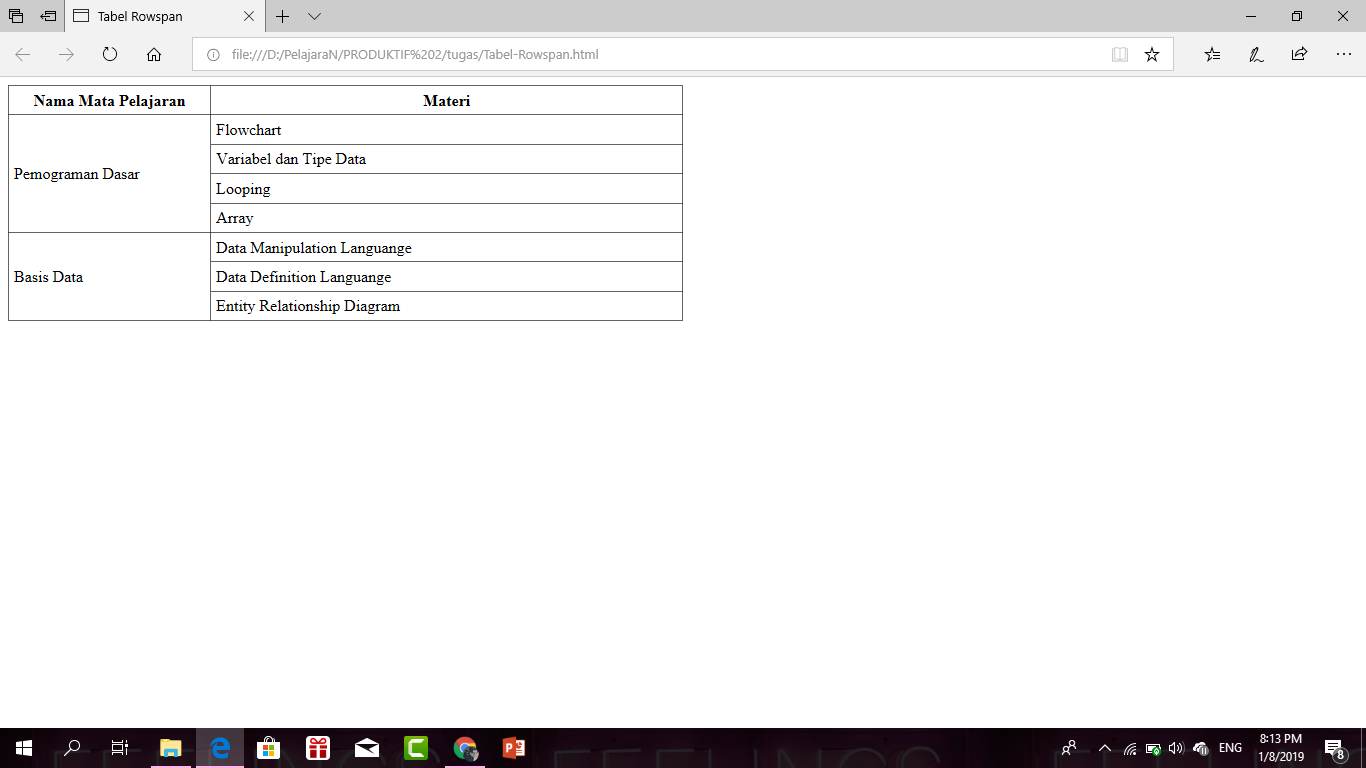 Tabel Rowspan
file:///D:/PelajaraN/PRODUKTIF%202/tugas/Tabel-Rowspan.html
Nama Mata Pelajaran Materi
Pemograman Dasar
Flowchart
Variabel dan Tipe Data
Looping
Array
Basis Data
Data Manipulation Languange
Data Definition Languange
Entity Relationship Diagram
ENG
8:13 PM
1/8/2019
8